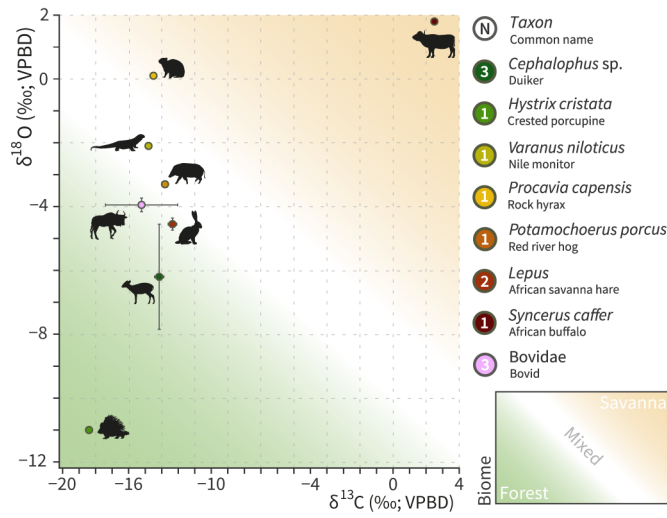 2
0
−4
−8
−12
δ18O (‰; VPBD)
−20
−16
−10
−4
0
4
δ13C (‰; VPBD)
N Taxon
Common name
3 Cephalophus sp.
Duiker
1 Hystrix cristata
Crested porcupine
1 Varanus niloticus
Nile monitor
1 Procavia capensis
Rock hyrax
1 Potamochoerus porcus
Red river hog
2 Lepus
African savanna hare
1 Syncerus caffer
African buffalo
3 Bovidae
Bovid
Biome
Savanna
Mixed
Forest